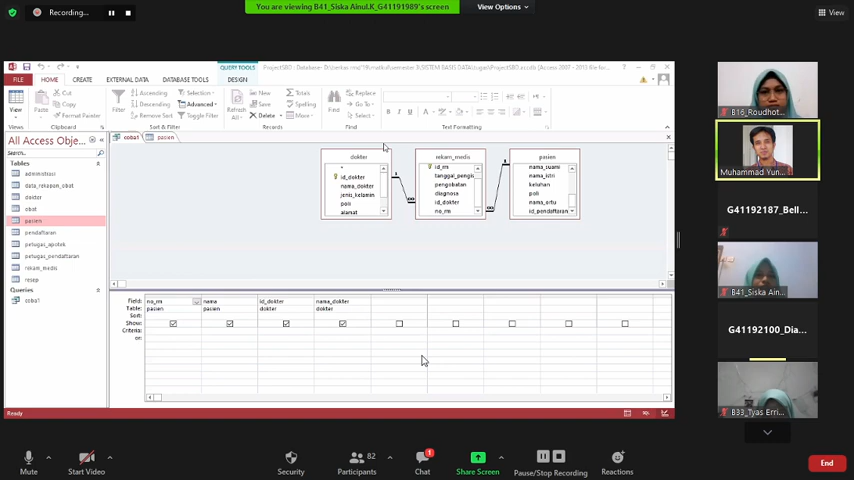 Recording...
You are viewing B41_Siska Ainul.K_G41191989's screen
View Options
View
QUERY TOOLS
FILE
HOME
CREATE
EXTERNAL DATA
DATABASE TOOLS
DESIGN
View
Paste
Cut
Copy
Format Painter
Filter
Ascending
Descending
Remove Sort
Selection
Advanced
Toggle Filter
Refresh
New
Save
Delete
Totals
Spelling
More
Find
Replace
Go To
Select
Views
Clipboard
Sort & Filter
Records
Find
Text Formatting
All Access Obje...
Search...
Tables
administrasi
data_rekapan_obat
dokter
obat
pasien
pendaftaran
petugas_apotek
petugas_pendaftaran
rekam_medis
resep
Queries
coba1
coba1
pasien
dokter
*
id_dokter
nama_dokter
jenis_kelamin
poli
alamat
rekam_medis
id_rm
tanggal_pengis
pengobatan
diagnosa
id_dokter
no_rm
pasien
nama_suami
nama_istri
keluhan
poli
nama_ortu
id_pendaftaran
Field: no_rm nama id_dokter nama_dokter
Table: pasien pasien dokter dokter
Sort:
Show:
Criteria:
or:
Ready
B16_Roudhot...
Muhammad Yun...
G41192187_Bell...
B41_Siska Ain...
G41192100_Dia...
B33_Tyas Erri...
Mute
Start Video
Security
82
Participants
1
Chat
Share Screen
Pause/Stop Recording
Reactions
End